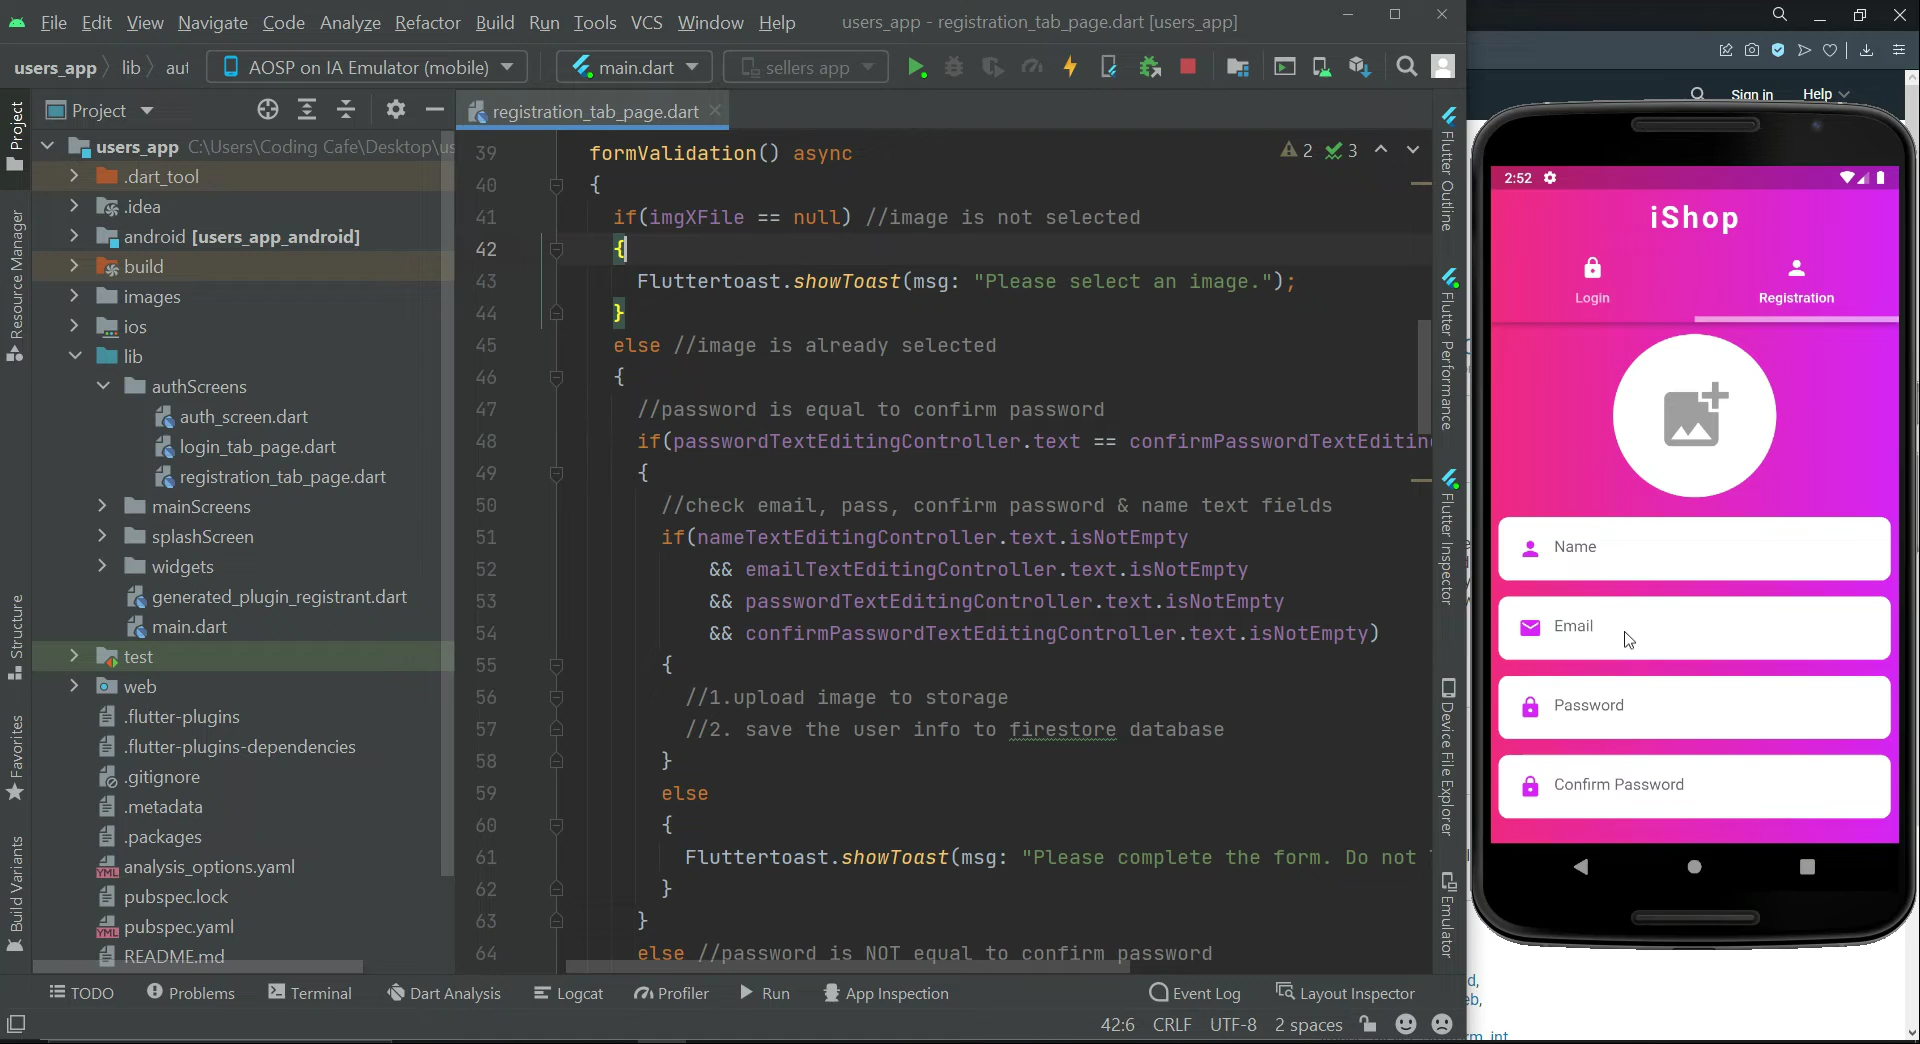 File Edit View Navigate Code Analyze Refactor Build Run Tools VCS Window Help users_app - registration_tab_page.dart [users_app]
users_app lib aut AOSP on IA Emulator (mobile) main.dart sellers app
Project registration_tab_page.dart
users_app C:\Users\Coding Cafe\Desktop\us
.dart_tool
.idea
android [users_app_android]
build
images
ios
lib
authScreens
auth_screen.dart
login_tab_page.dart
registration_tab_page.dart
mainScreens
splashScreen
widgets
generated_plugin_registrant.dart
main.dart
test
web
.flutter-plugins
.flutter-plugins-dependencies
.gitignore
.metadata
.packages
analysis_options.yaml
pubspec.lock
pubspec.yaml
README.md
Project
Resource Manager
Structure
Favorites
Build Variants
2 3
39 formValidation() async
40 {
41 if(imgXFile == null) //image is not selected
42 {
43 Fluttertoast.showToast(msg: "Please select an image.");
44 }
45 else //image is already selected
46 {
47 //password is equal to confirm password
48 if(passwordTextEditingController.text == confirmPasswordTextEditin
49 {
50 //check email, pass, confirm password & name text fields
51 if(nameTextEditingController.text.isNotEmpty
52 && emailTextEditingController.text.isNotEmpty
53 && passwordTextEditingController.text.isNotEmpty
54 && confirmPasswordTextEditingController.text.isNotEmpty)
55 {
56 //1.upload image to storage
57 //2. save the user info to firestore database
58 }
59 else
60 {
61 Fluttertoast.showToast(msg: "Please complete the form. Do not
62 }
63 }
64 else //password is NOT equal to confirm password
Flutter Outline
Flutter Performance
Flutter Inspector
Device File Explorer
Emulator
TODO Problems Terminal Dart Analysis Logcat Profiler Run App Inspection Event Log Layout Inspector
42:6 CRLF UTF-8 2 spaces
Sign in Help
2:52
iShop
Login Registration
Name
Email
Password
Confirm Password